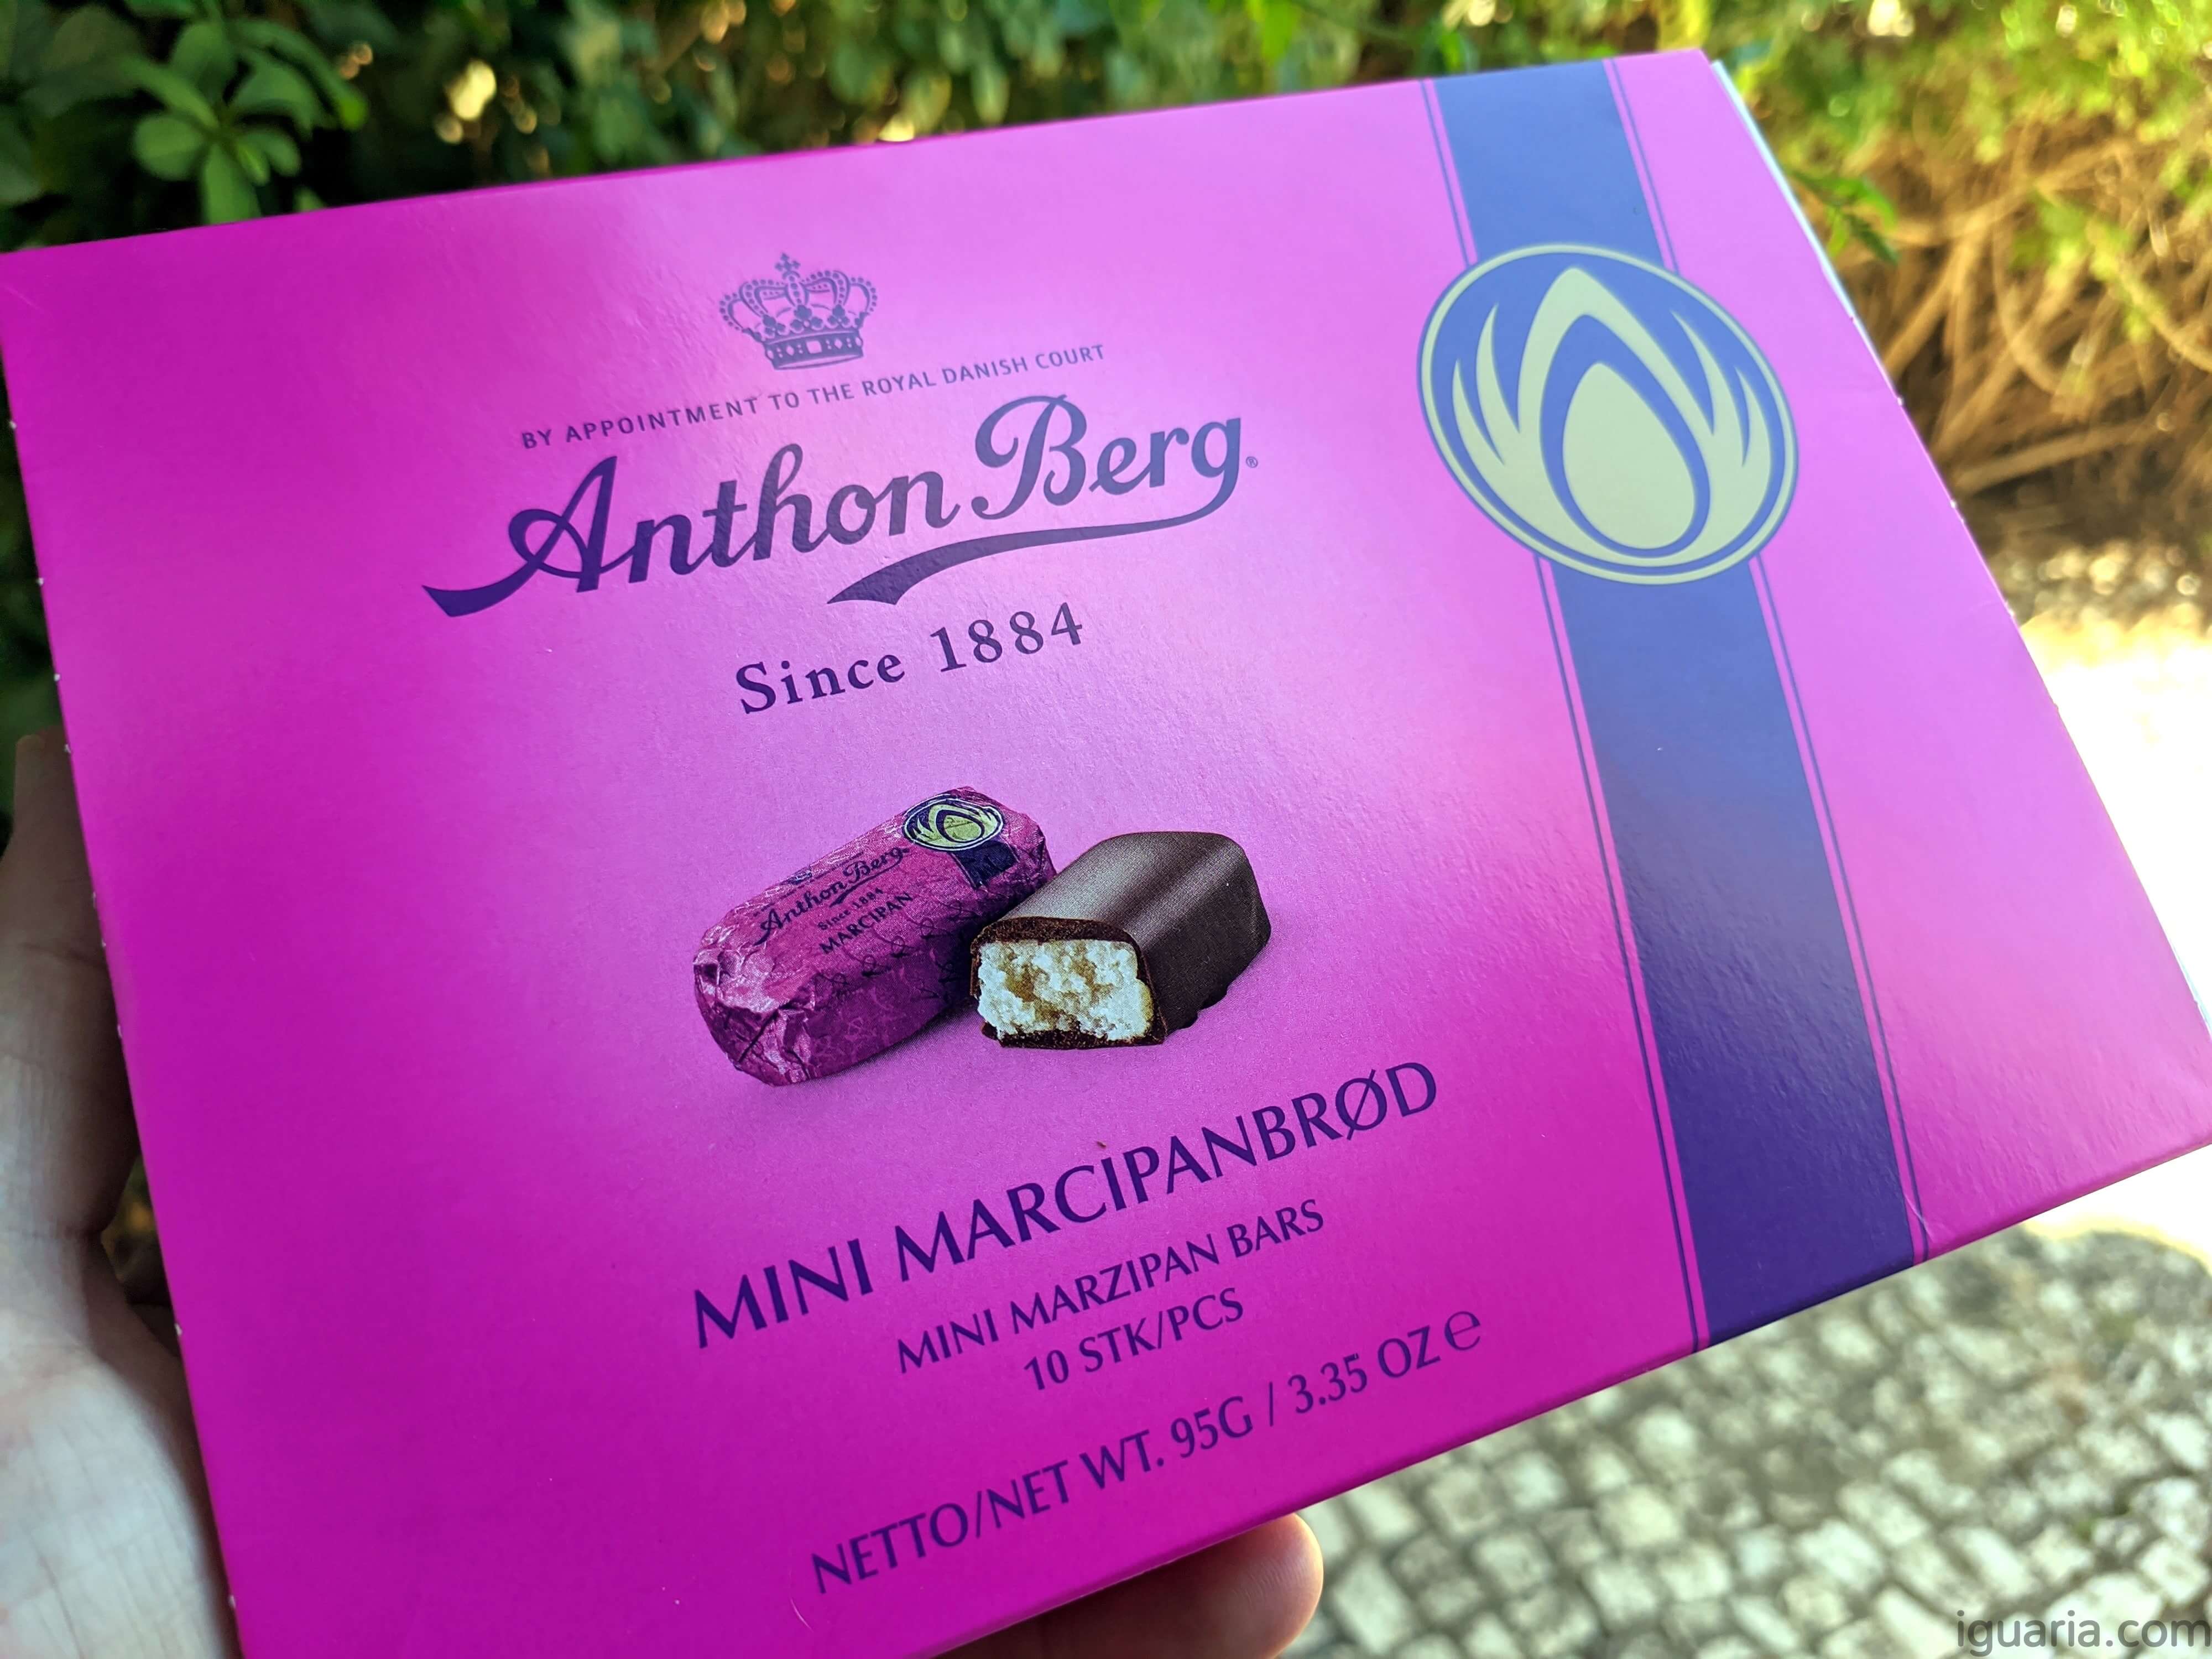 BY APPOINTMENT TO THE ROYAL DANISH COURT
Anthon Berg®
Since 1884
Anthon Berg
Since 1884
MARCIPAN
MINI MARCIPANBRØD
MINI MARZIPAN BARS
10 STK/PCS
NETTO/NET WT. 95G / 3.35 OZ e
iguaria.com